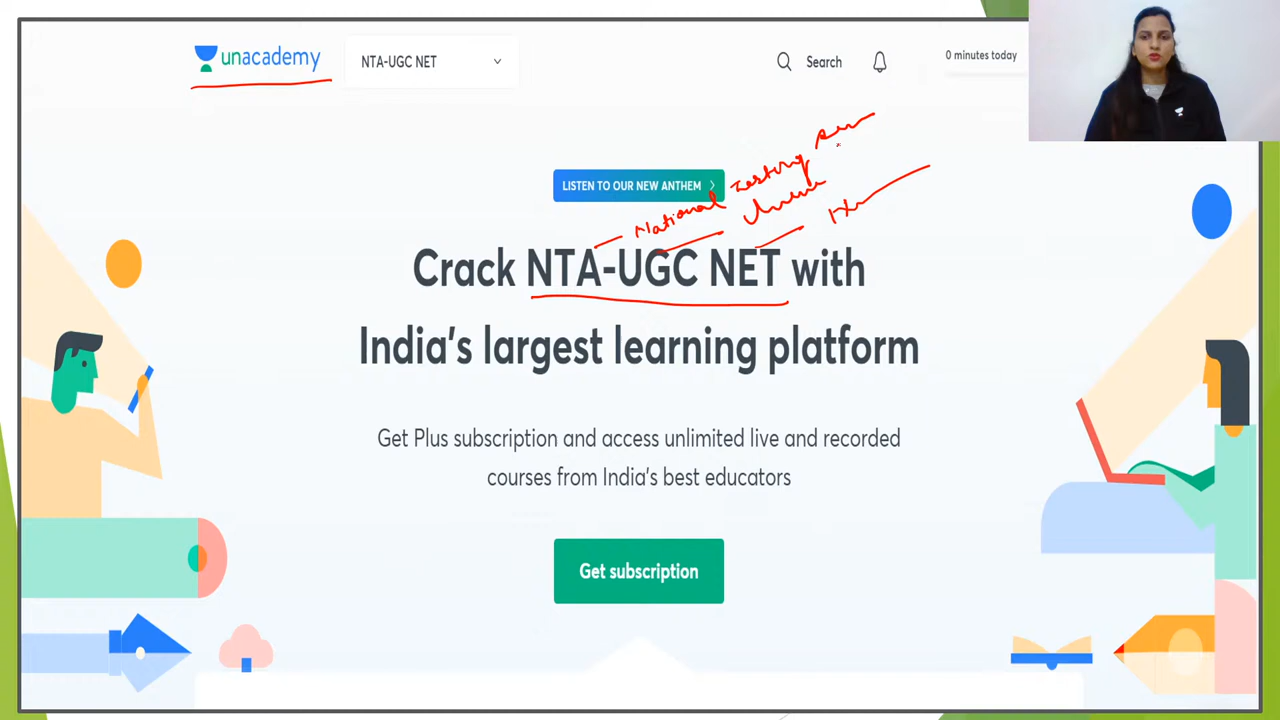 unacademy
NTA-UGC NET
Search
0 minutes today
LISTEN TO OUR NEW ANTHEM
National Testing
Crack NTA-UGC NET with
India's largest learning platform
Get Plus subscription and access unlimited live and recorded
courses from India's best educators
Get subscription